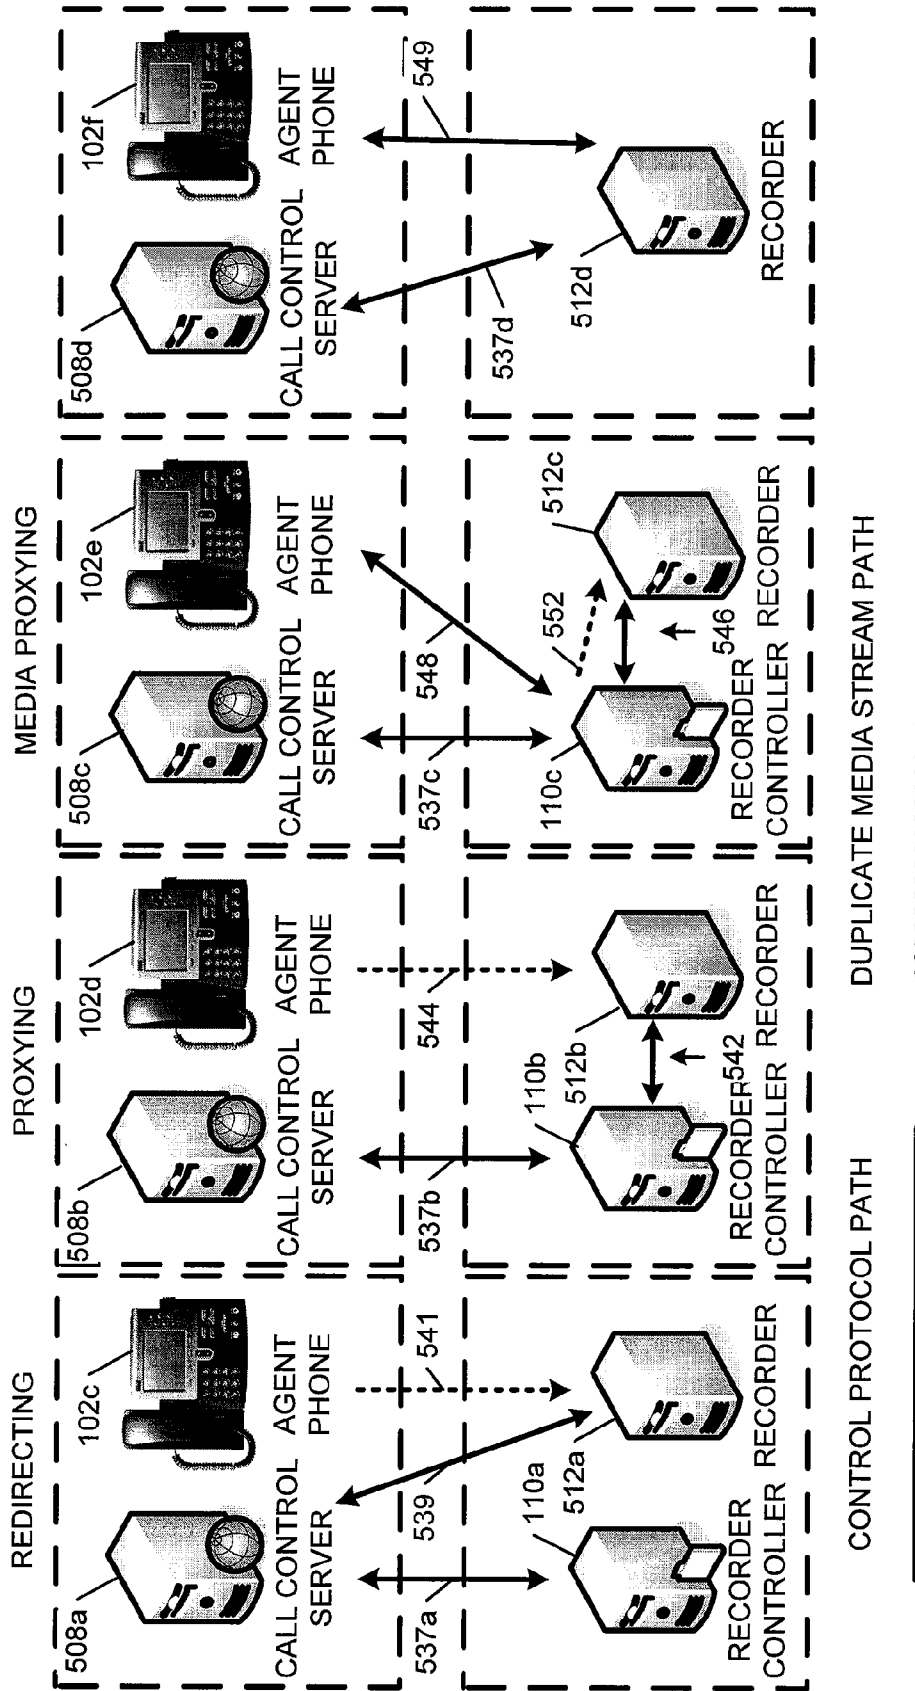 REDIRECTING
PROXYING
MEDIA PROXYING
508a
102c
508b
102d
508c
102e
508d
102f
CALL CONTROL
SERVER
AGENT
PHONE
CALL CONTROL
SERVER
AGENT
PHONE
CALL CONTROL
SERVER
AGENT
PHONE
CALL CONTROL
SERVER
AGENT
PHONE
537a
539
541
537b
544
537c
548
537d
549
110a
512a
110b
512b
542
110c
552
546
512c
512d
RECORDER
CONTROLLER
RECORDER
RECORDER
CONTROLLER
RECORDER
RECORDER
CONTROLLER
RECORDER
RECORDER
CONTROL PROTOCOL PATH
DUPLICATE MEDIA STREAM PATH